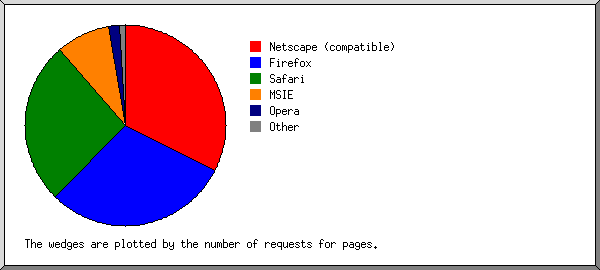 Netscape (compatible)
Firefox
Safari
MSIE
Opera
Other
The wedges are plotted by the number of requests for pages.